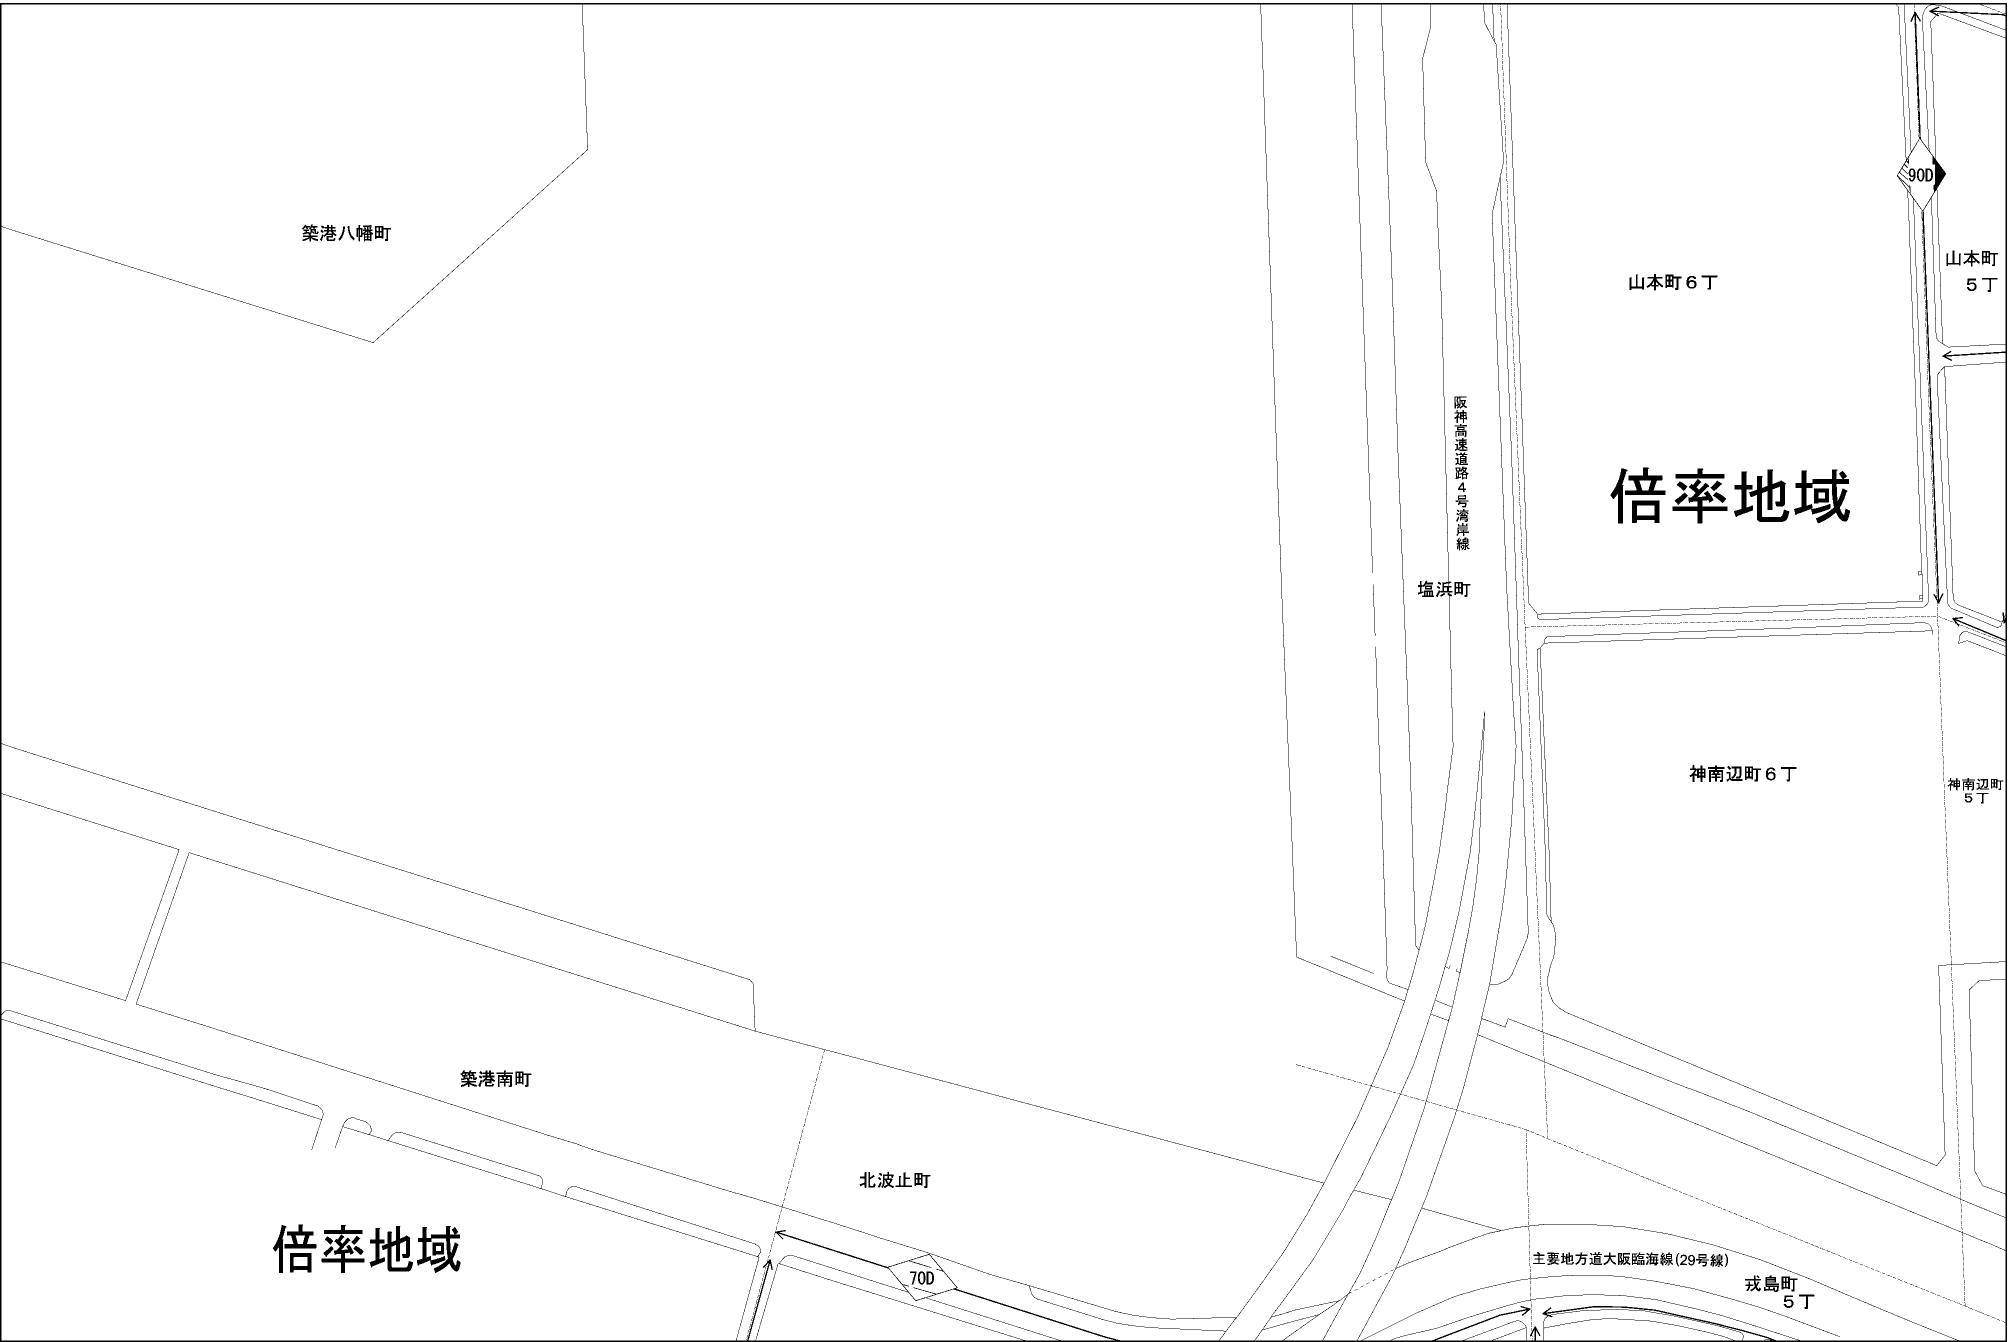 築港八幡町
90D
山本町６丁
山本町
５丁
阪神高速道路４号湾岸線
倍率地域
塩浜町
神南辺町６丁
神南辺町
５丁
築港南町
北波止町
倍率地域
70D
主要地方道大阪臨海線(29号線)
戎島町
５丁